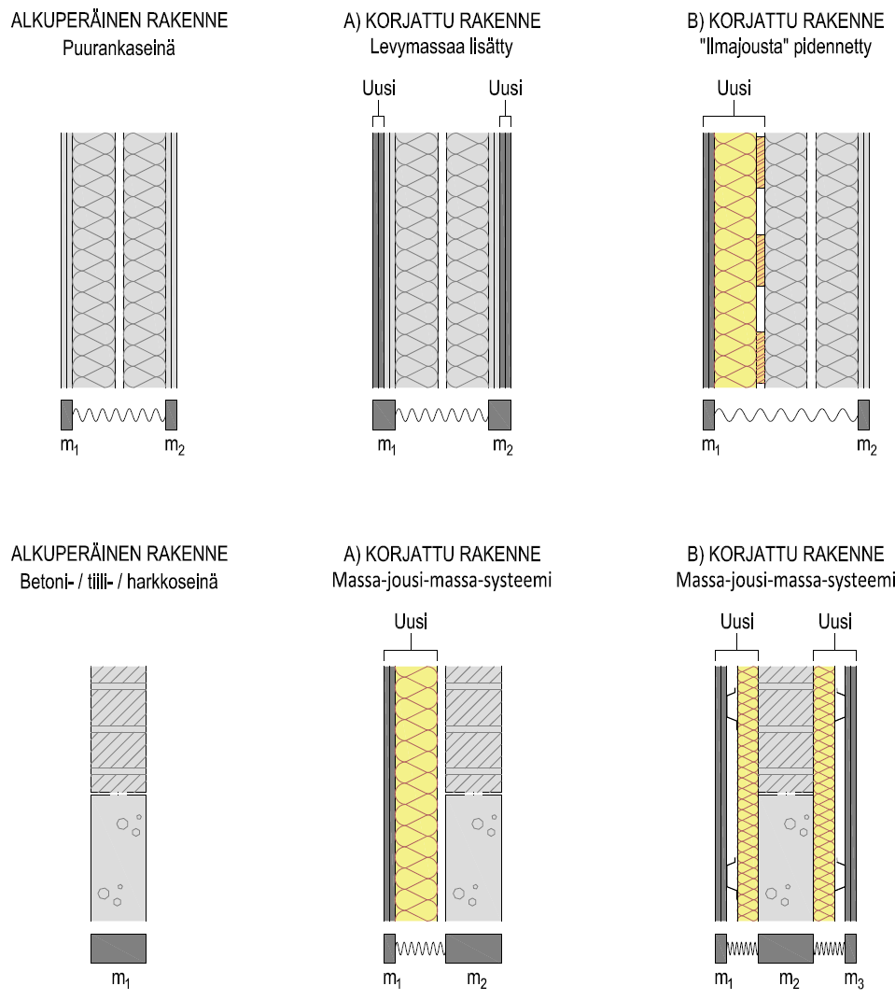 ALKUPERÄINEN RAKENNE
Puurankaseinä
A) KORJATTU RAKENNE
Levymassaa lisätty
Uusi
Uusi
m1
m2
m1
m2
B) KORJATTU RAKENNE
"Ilmajousta" pidennetty
Uusi
m1
m2
ALKUPERÄINEN RAKENNE
Betoni- / tiili- / harkkoseinä
m1
A) KORJATTU RAKENNE
Massa-jousi-massa-systeemi
Uusi
m1
m2
B) KORJATTU RAKENNE
Massa-jousi-massa-systeemi
Uusi
Uusi
m1
m2
m3